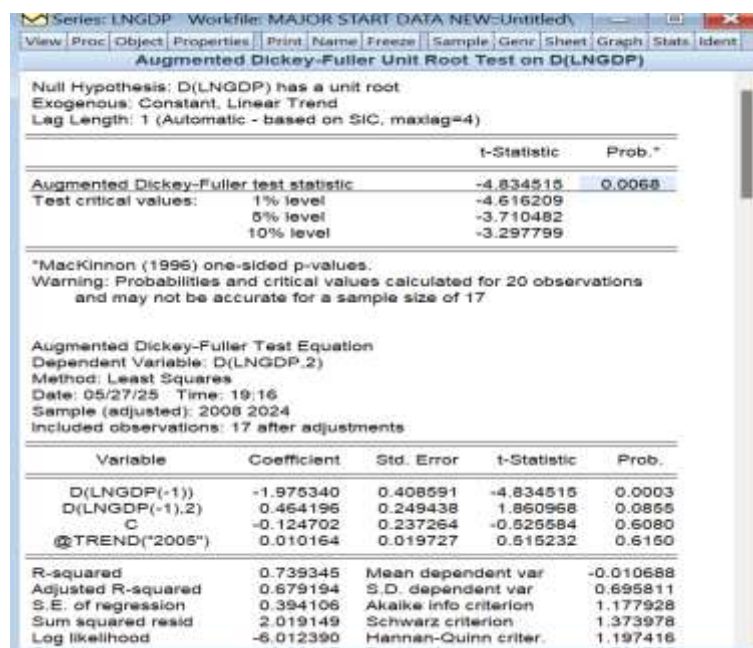 Series: LNGDP Workfile: MAJOR START DATA NEW::Untitled\
View Proc Object Properties Print Name Freeze Sample Genr Sheet Graph Stats Ident
Augmented Dickey-Fuller Unit Root Test on D(LNGDP)
Null Hypothesis: D(LNGDP) has a unit root
Exogenous: Constant, Linear Trend
Lag Length: 1 (Automatic - based on SIC, maxlag=4)
t-Statistic Prob.*
Augmented Dickey-Fuller test statistic -4.834515 0.0068
Test critical values: 1% level -4.616209
5% level -3.710482
10% level -3.297799
*MacKinnon (1996) one-sided p-values.
Warning: Probabilities and critical values calculated for 20 observations
and may not be accurate for a sample size of 17
Augmented Dickey-Fuller Test Equation
Dependent Variable: D(LNGDP,2)
Method: Least Squares
Date: 05/27/25 Time: 19:16
Sample (adjusted): 2008 2024
Included observations: 17 after adjustments
Variable Coefficient Std. Error t-Statistic Prob.
D(LNGDP(-1)) -1.975340 0.408591 -4.834515 0.0003
D(LNGDP(-1),2) 0.464196 0.249438 1.860968 0.0855
C -0.124702 0.237264 -0.525584 0.6080
@TREND("2005") 0.010164 0.019727 0.515232 0.6150
R-squared 0.739345 Mean dependent var -0.010688
Adjusted R-squared 0.679194 S.D. dependent var 0.695811
S.E. of regression 0.394106 Akaike info criterion 1.177928
Sum squared resid 2.019149 Schwarz criterion 1.373978
Log likelihood -6.012390 Hannan-Quinn criter. 1.197416